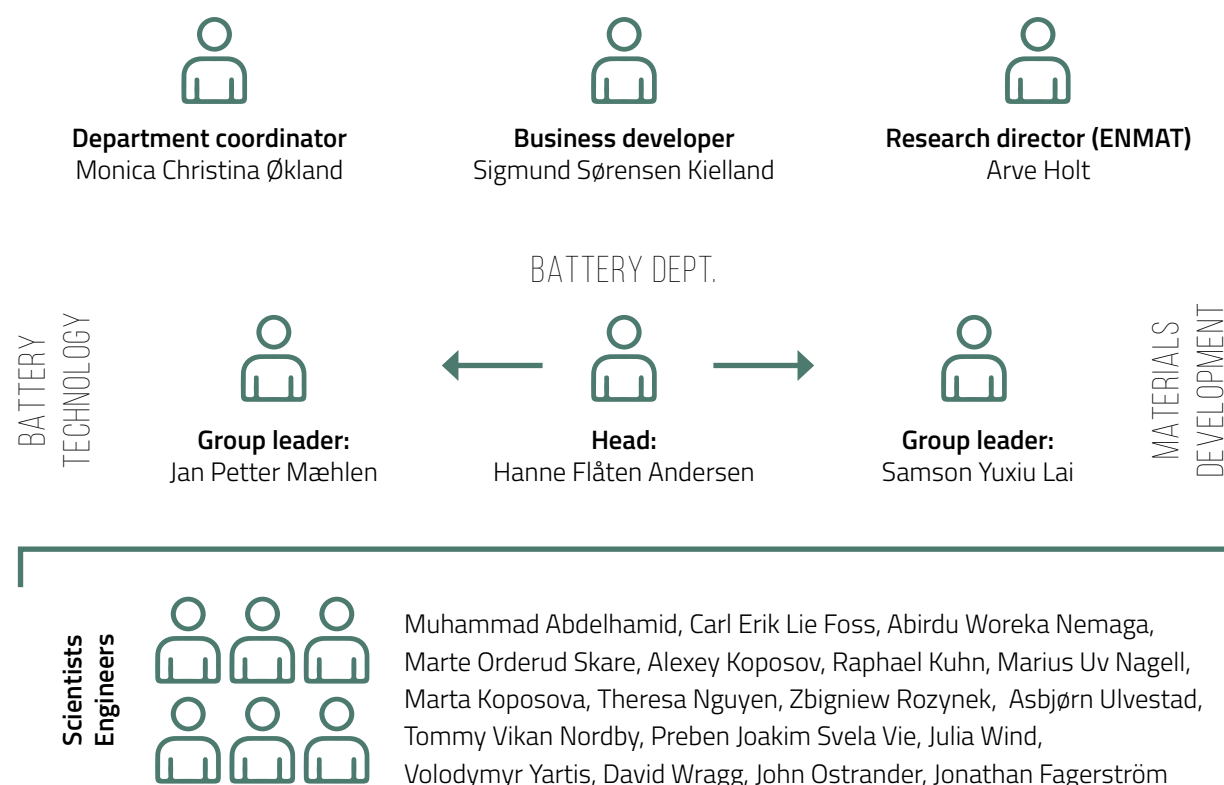 Department coordinator
Monica Christina Økland
Business developer
Sigmund Sørensen Kielland
Research director (ENMAT)
Arve Holt
BATTERY DEPT.
BATTERY
TECHNOLOGY
Group leader:
Jan Petter Mæhlen
Head:
Hanne Flåten Andersen
Group leader:
Samson Yuxiu Lai
MATERIALS
DEVELOPMENT
Scientists
Engineers
Muhammad Abdelhamid, Carl Erik Lie Foss, Abirdu Woreka Nemaga,
Marte Orderud Skare, Alexey Koposov, Raphael Kuhn, Marius Uv Nagell,
Marta Koposova, Theresa Nguyen, Zbigniew Rozynek, Asbjørn Ulvestad,
Tommy Vikan Nordby, Preben Joakim Svela Vie, Julia Wind,
Volodymyr Yartis, David Wragg, John Ostrander, Jonathan Fagerström